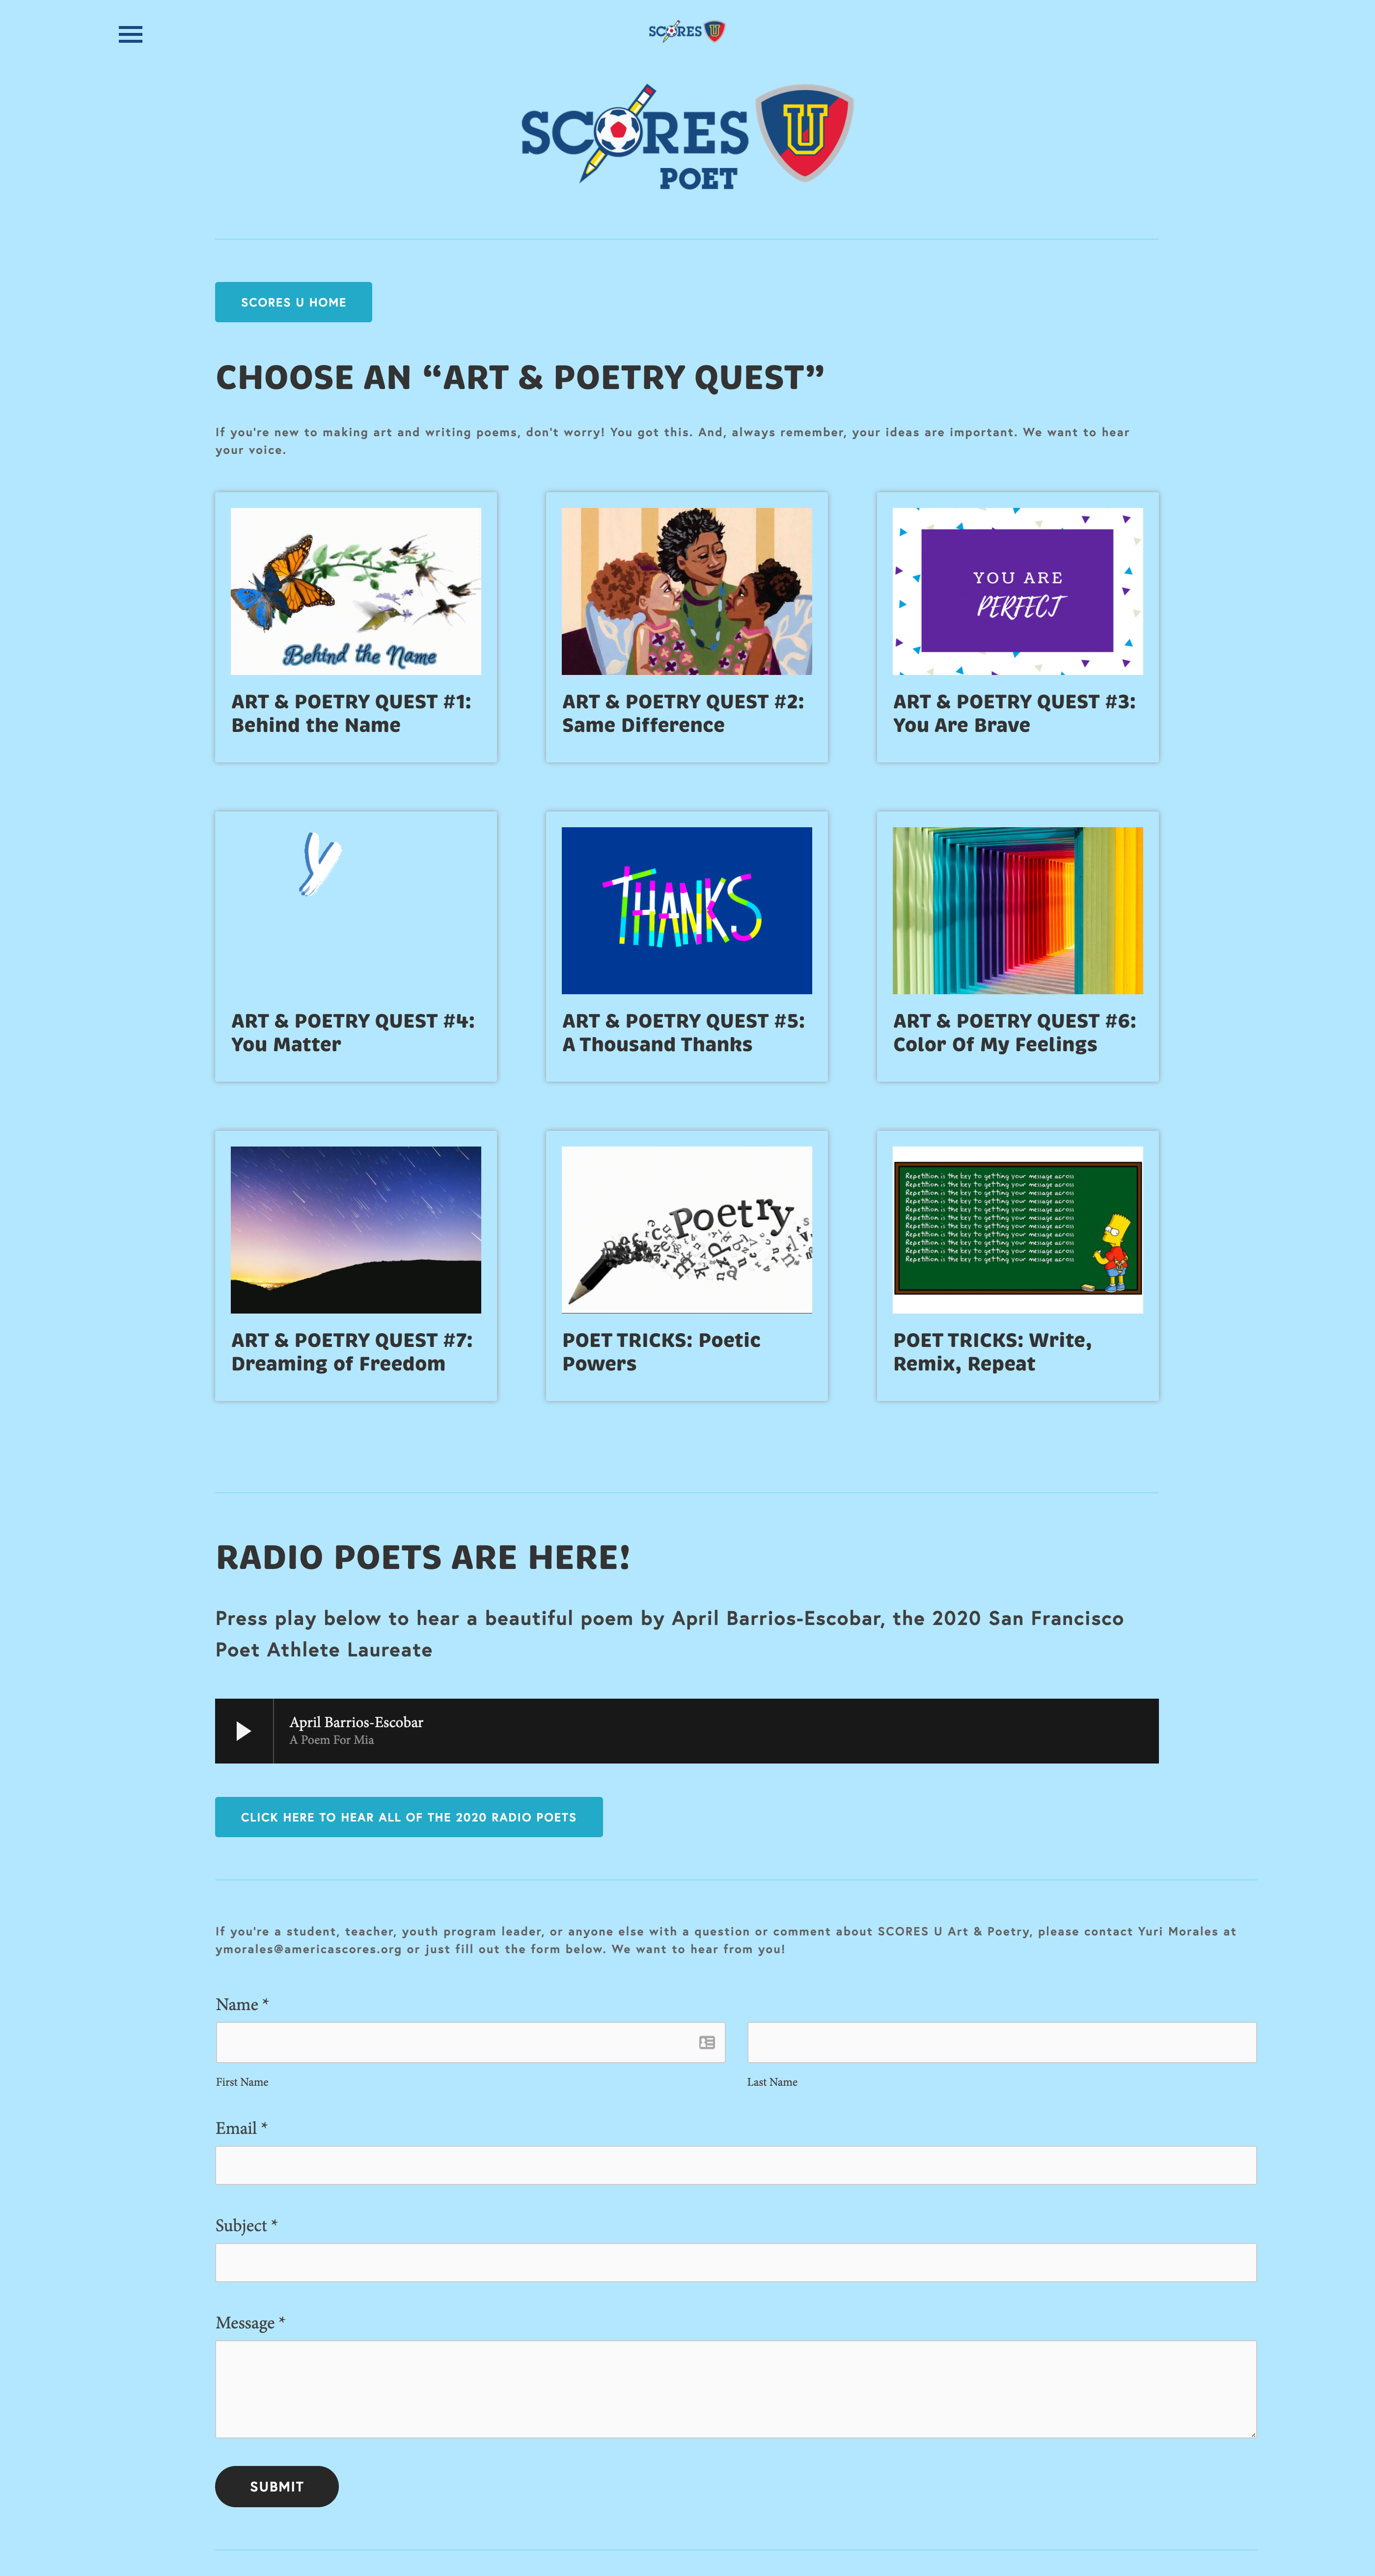 SCORES U
SCORES U
POET
SCORES U HOME
CHOOSE AN “ART & POETRY QUEST”
If you're new to making art and writing poems, don't worry! You got this. And, always remember, your ideas are important. We want to hear
your voice.
Behind the Name
YOU ARE
PERFECT
ART & POETRY QUEST #1:
Behind the Name
ART & POETRY QUEST #2:
Same Difference
ART & POETRY QUEST #3:
You Are Brave
y
THANKS
ART & POETRY QUEST #4:
You Matter
ART & POETRY QUEST #5:
A Thousand Thanks
ART & POETRY QUEST #6:
Color Of My Feelings
Poetry
Repetition is the key to getting your message across
Repetition is the key to getting your message across
Repetition is the key to getting your message across
Repetition is the key to getting your message across
Repetition is the key to getting your message across
Repetition is the key to getting your message across
Repetition is the key to getting your message across
Repetition is the key to getting your message across
Repetition is the key to getting your message across
Repetition is the key to getting your message across
Repetition is the key to getting your message across
ART & POETRY QUEST #7:
Dreaming of Freedom
POET TRICKS: Poetic
Powers
POET TRICKS: Write,
Remix, Repeat
RADIO POETS ARE HERE!
Press play below to hear a beautiful poem by April Barrios-Escobar, the 2020 San Francisco
Poet Athlete Laureate
April Barrios-Escobar
A Poem For Mia
CLICK HERE TO HEAR ALL OF THE 2020 RADIO POETS
If you're a student, teacher, youth program leader, or anyone else with a question or comment about SCORES U Art & Poetry, please contact Yuri Morales at
ymorales@americascores.org or just fill out the form below. We want to hear from you!
Name *
First Name
Last Name
Email *
Subject *
Message *
SUBMIT